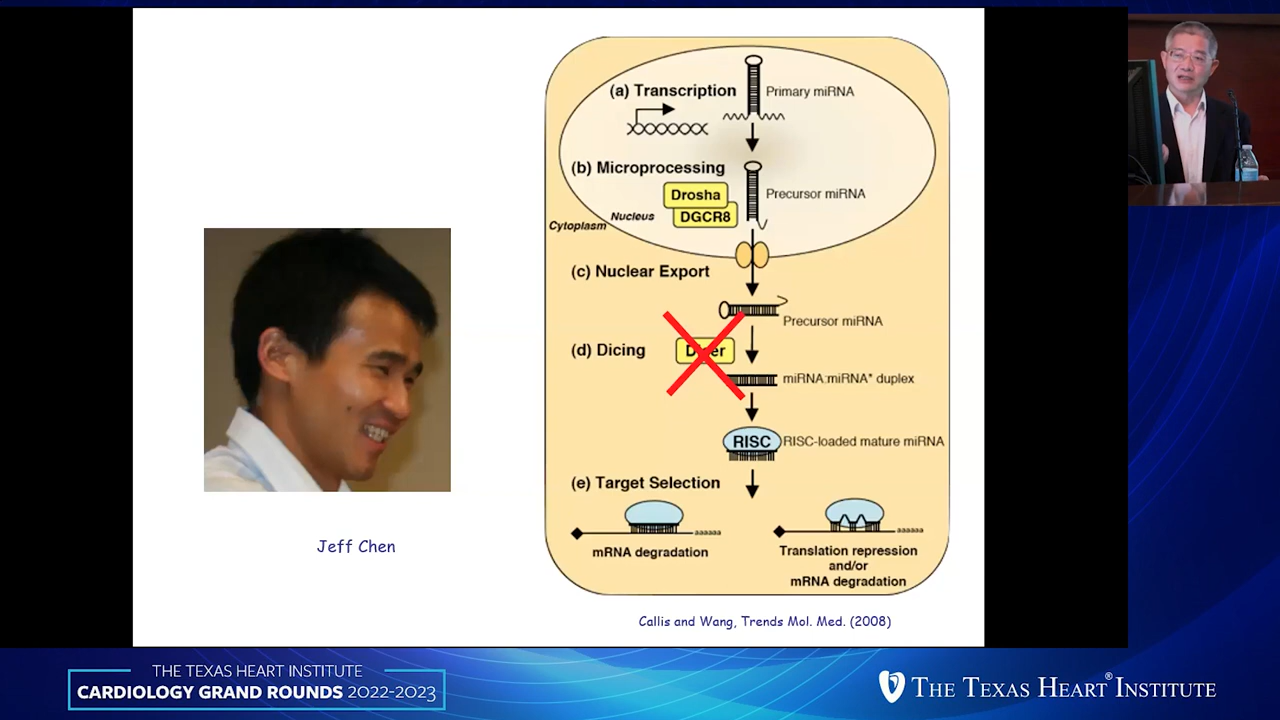 (a) Transcription
Primary miRNA
(b) Microprocessing
Drosha
DGCR8
Precursor miRNA
Nucleus
Cytoplasm
(c) Nuclear Export
Precursor miRNA
(d) Dicing
miRNA:miRNA* duplex
RISC
RISC-loaded mature miRNA
(e) Target Selection
aaaaaa
mRNA degradation
aaaaaa
Translation repression
and/or
mRNA degradation
Jeff Chen
Callis and Wang, Trends Mol. Med. (2008)
THE TEXAS HEART INSTITUTE
CARDIOLOGY GRAND ROUNDS 2022-2023
THE TEXAS HEART® INSTITUTE